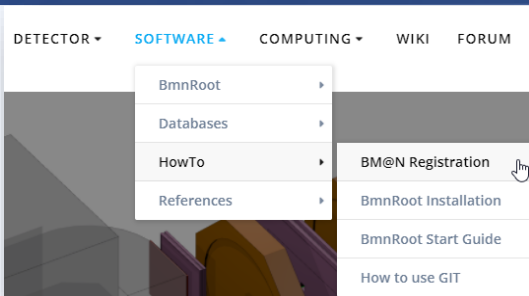 DETECTOR SOFTWARE COMPUTING WIKI FORUM
BmnRoot
Databases
HowTo
References
BM@N Registration
BmnRoot Installation
BmnRoot Start Guide
How to use GIT